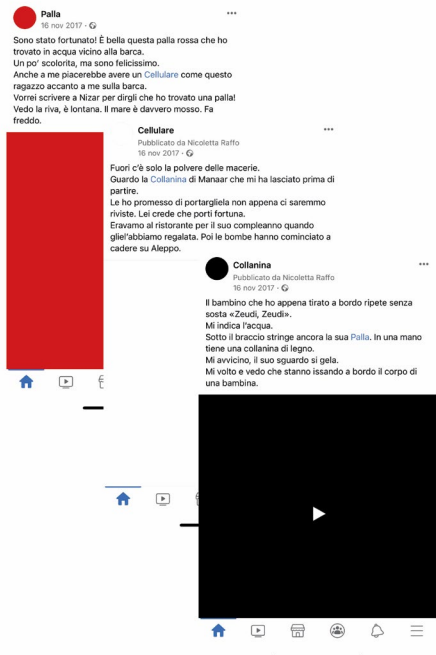 Palla
16 nov 2017 ·
Sono stato fortunato! È bella questa palla rossa che ho
trovato in acqua vicino alla barca.
Un po' scolorita, ma sono felicissimo.
Anche a me piacerebbe avere un Cellulare come questo
ragazzo accanto a me sulla barca.
Vorrei scrivere a Nizar per dirgli che ho trovato una palla!
Vedo la riva, è lontana. Il mare è davvero mosso. Fa
freddo.
Cellulare
Pubblicato da Nicoletta Raffo
16 nov 2017 ·
Fuori c'è solo la polvere delle macerie.
Guardo la Collanina di Manaar che mi ha lasciato prima di
partire.
Le ho promesso di portargliela non appena ci saremmo
riviste. Lei crede che porti fortuna.
Eravamo al ristorante per il suo compleanno quando
gliel'abbiamo regalata. Poi le bombe hanno cominciato a
cadere su Aleppo.
Collanina
Pubblicato da Nicoletta Raffo
16 nov 2017 ·
Il bambino che ho appena tirato a bordo ripete senza
sosta «Zeudi, Zeudi».
Mi indica l'acqua.
Sotto il braccio stringe ancora la sua Palla. In una mano
tiene una collanina di legno.
Mi avvicino, il suo sguardo si gela.
Mi volto e vedo che stanno issando a bordo il corpo di
una bambina.